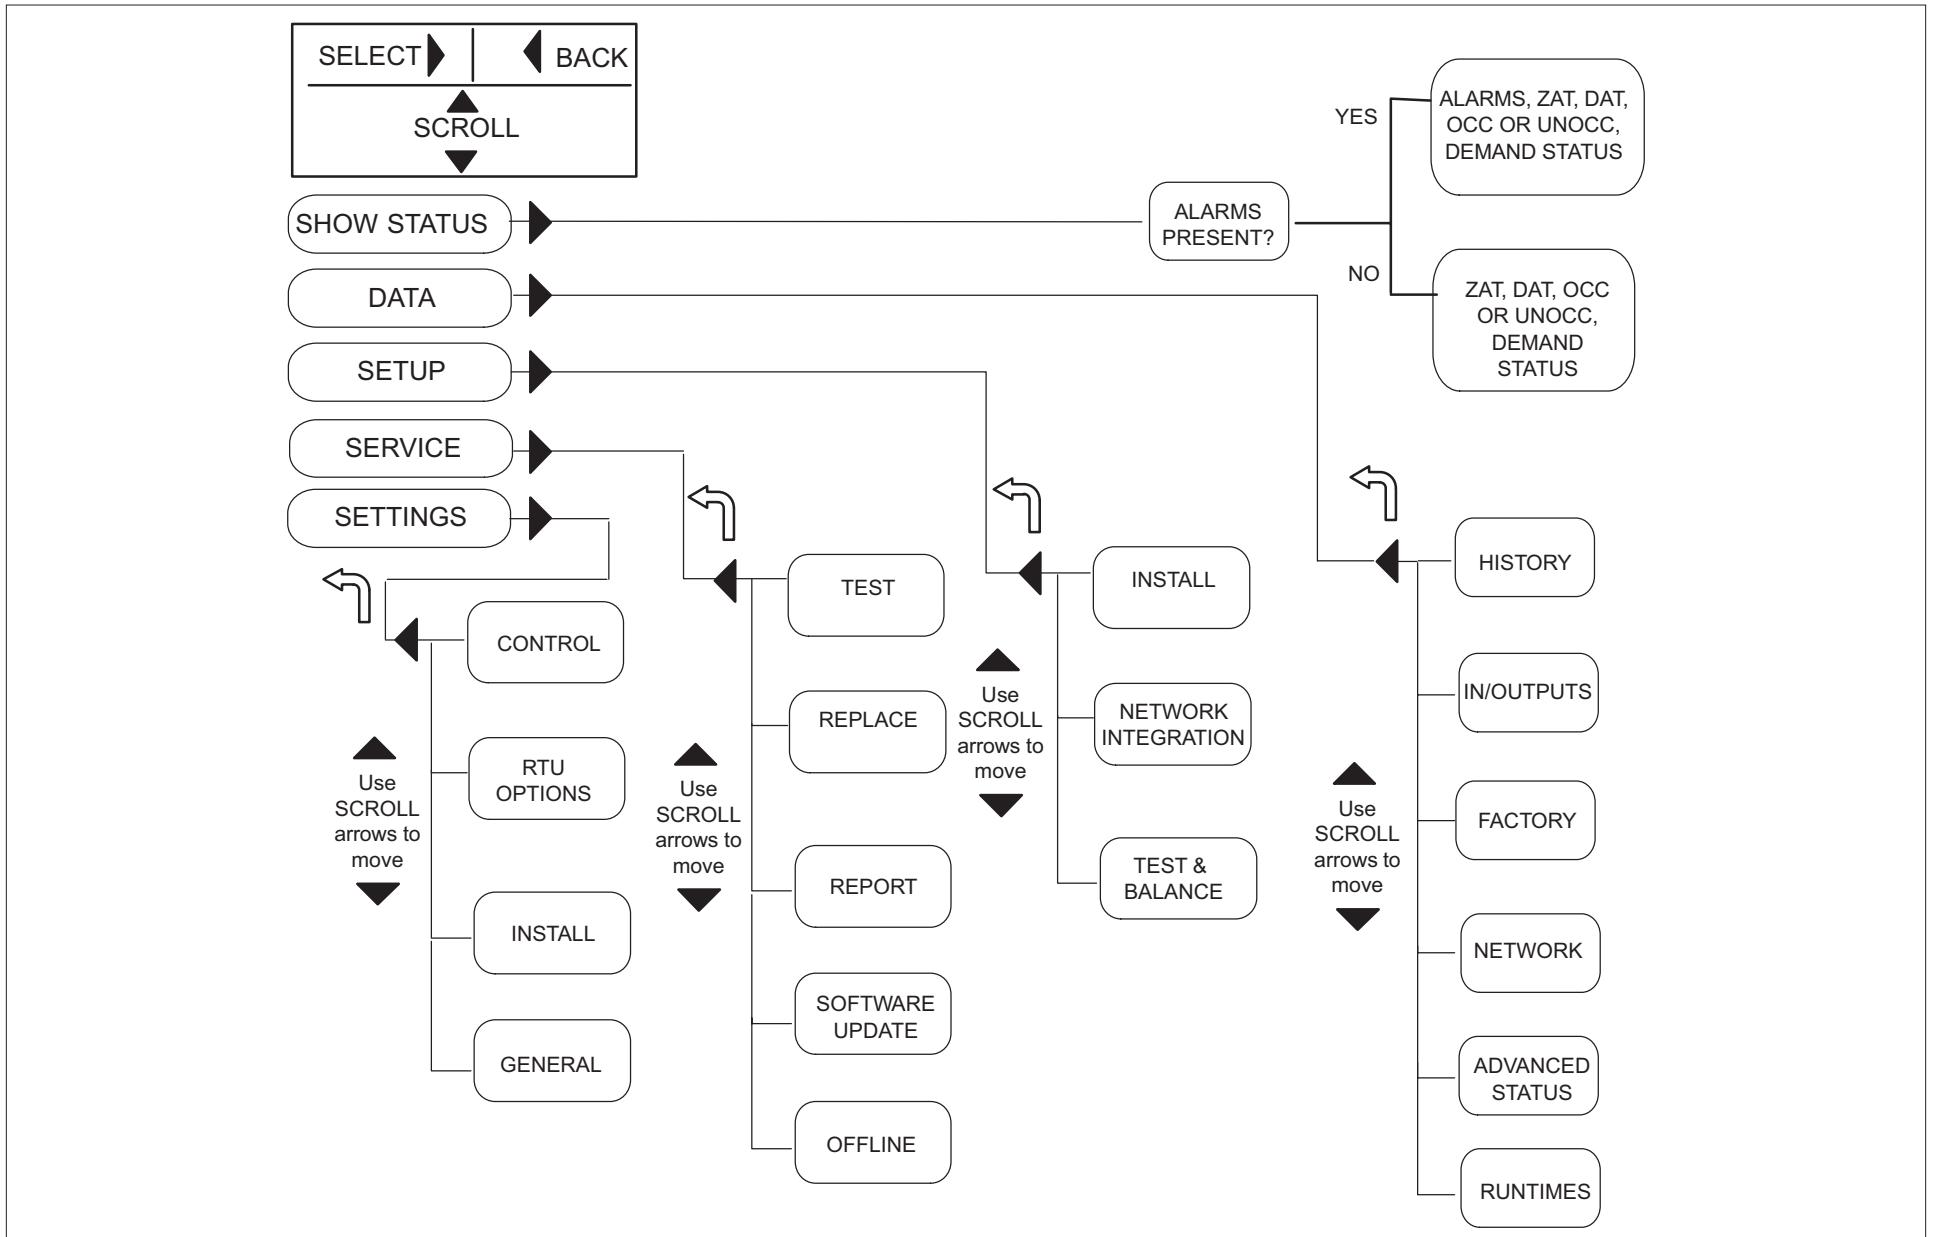 SELECT
BACK
SCROLL
SHOW STATUS
DATA
SETUP
SERVICE
SETTINGS
ALARMS
PRESENT?
YES
ALARMS, ZAT, DAT,
OCC OR UNOCC,
DEMAND STATUS
NO
ZAT, DAT, OCC
OR UNOCC,
DEMAND
STATUS
CONTROL
RTU
OPTIONS
INSTALL
GENERAL
Use
SCROLL
arrows to
move
TEST
REPLACE
REPORT
SOFTWARE
UPDATE
OFFLINE
Use
SCROLL
arrows to
move
INSTALL
NETWORK
INTEGRATION
TEST &
BALANCE
Use
SCROLL
arrows to
move
HISTORY
IN/OUTPUTS
FACTORY
NETWORK
ADVANCED
STATUS
RUNTIMES
Use
SCROLL
arrows to
move